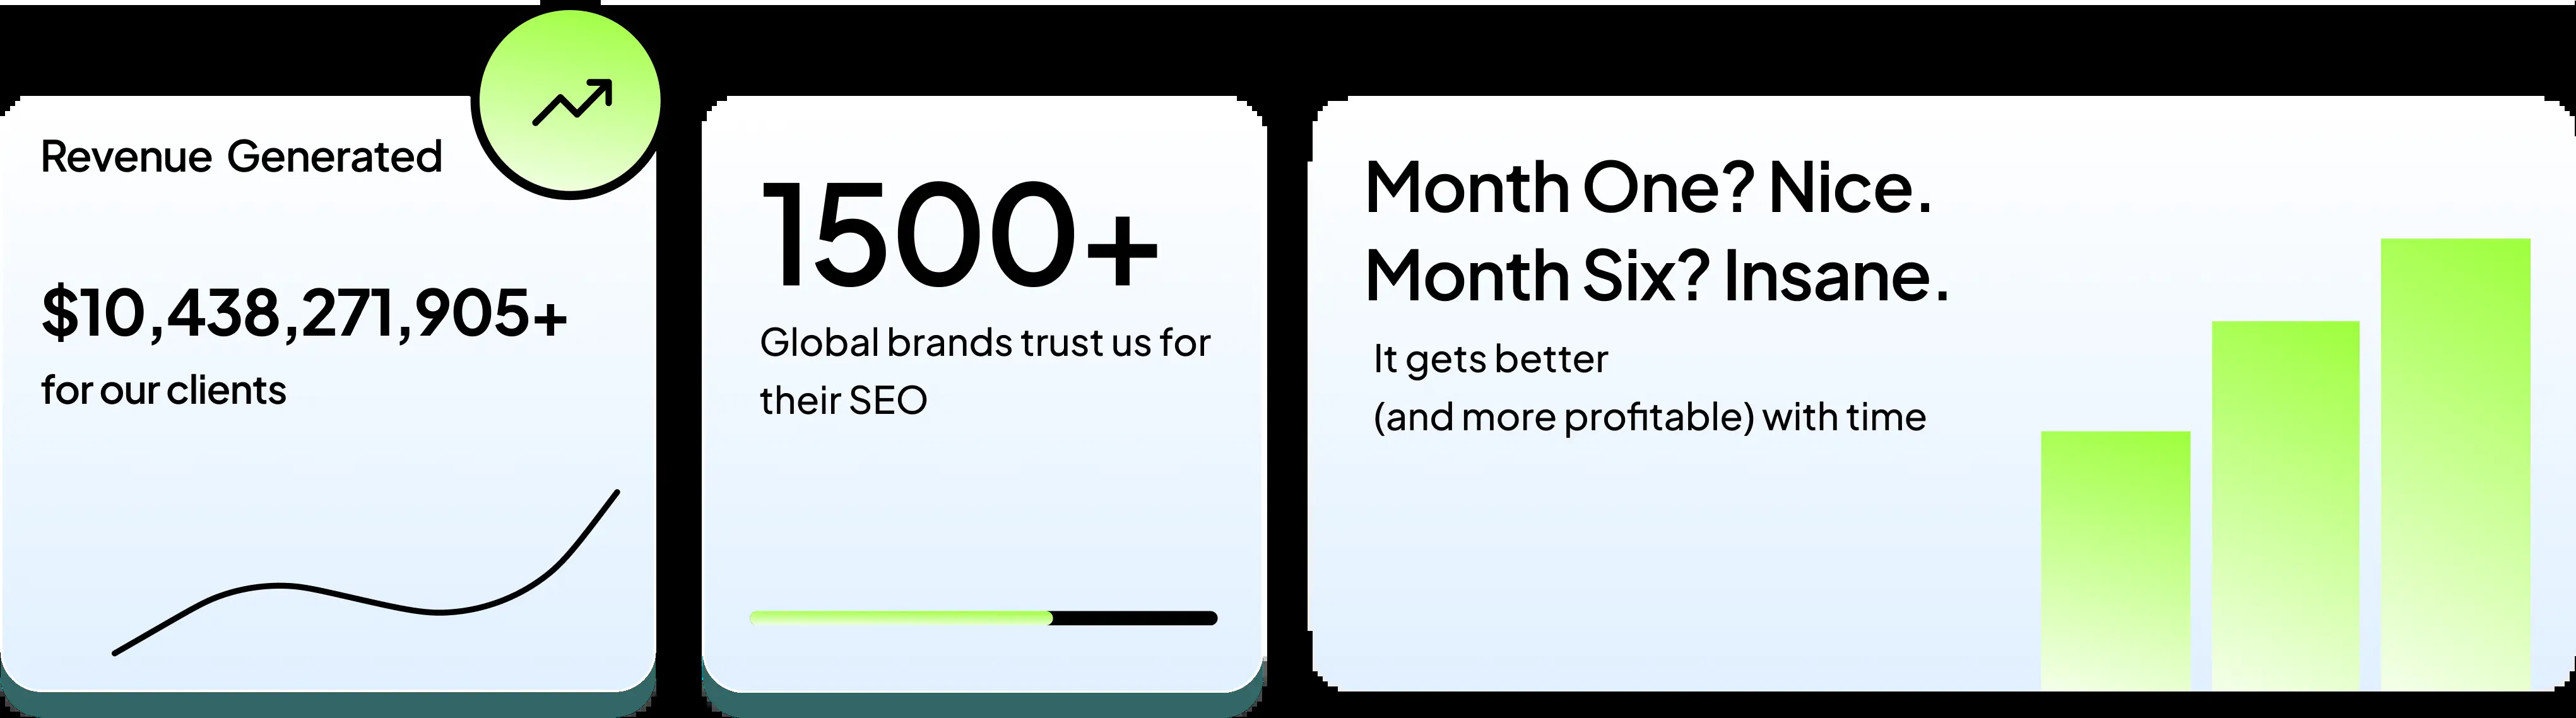 Revenue Generated
$10,438,271,905+
for our clients
1500+
Global brands trust us for
their SEO
Month One? Nice.
Month Six? Insane.
It gets better
(and more profitable) with time